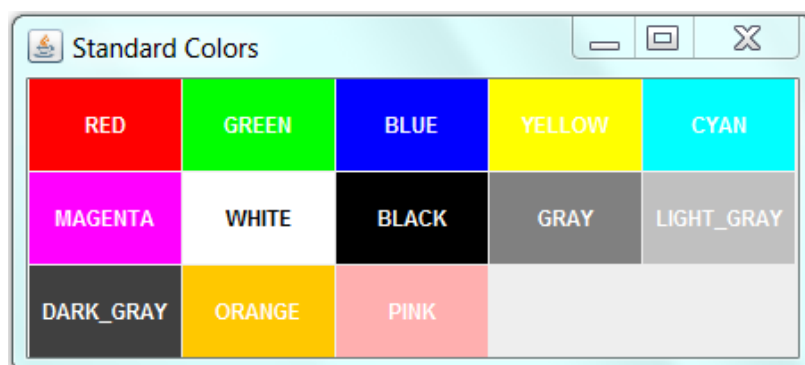 Standard Colors
RED GREEN BLUE YELLOW CYAN
MAGENTA WHITE BLACK GRAY LIGHT_GRAY
DARK_GRAY ORANGE PINK